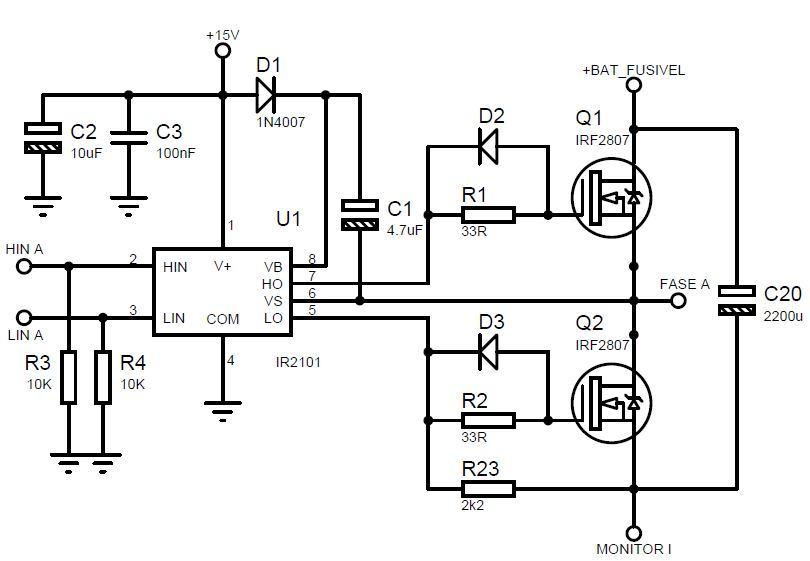 +15V
D1
1N4007
+BAT_FUSIVEL
C2
10uF
C3
100nF
D2
Q1
IRF2807
R1
33R
C1
4.7uF
1
U1
HIN A
2
HIN
V+
VB
8
HO
7
VS
6
LO
5
LIN A
3
LIN
COM
4
IR2101
FASE A
C20
2200u
R3
10K
R4
10K
D3
Q2
IRF2807
R2
33R
R23
2k2
MONITOR I